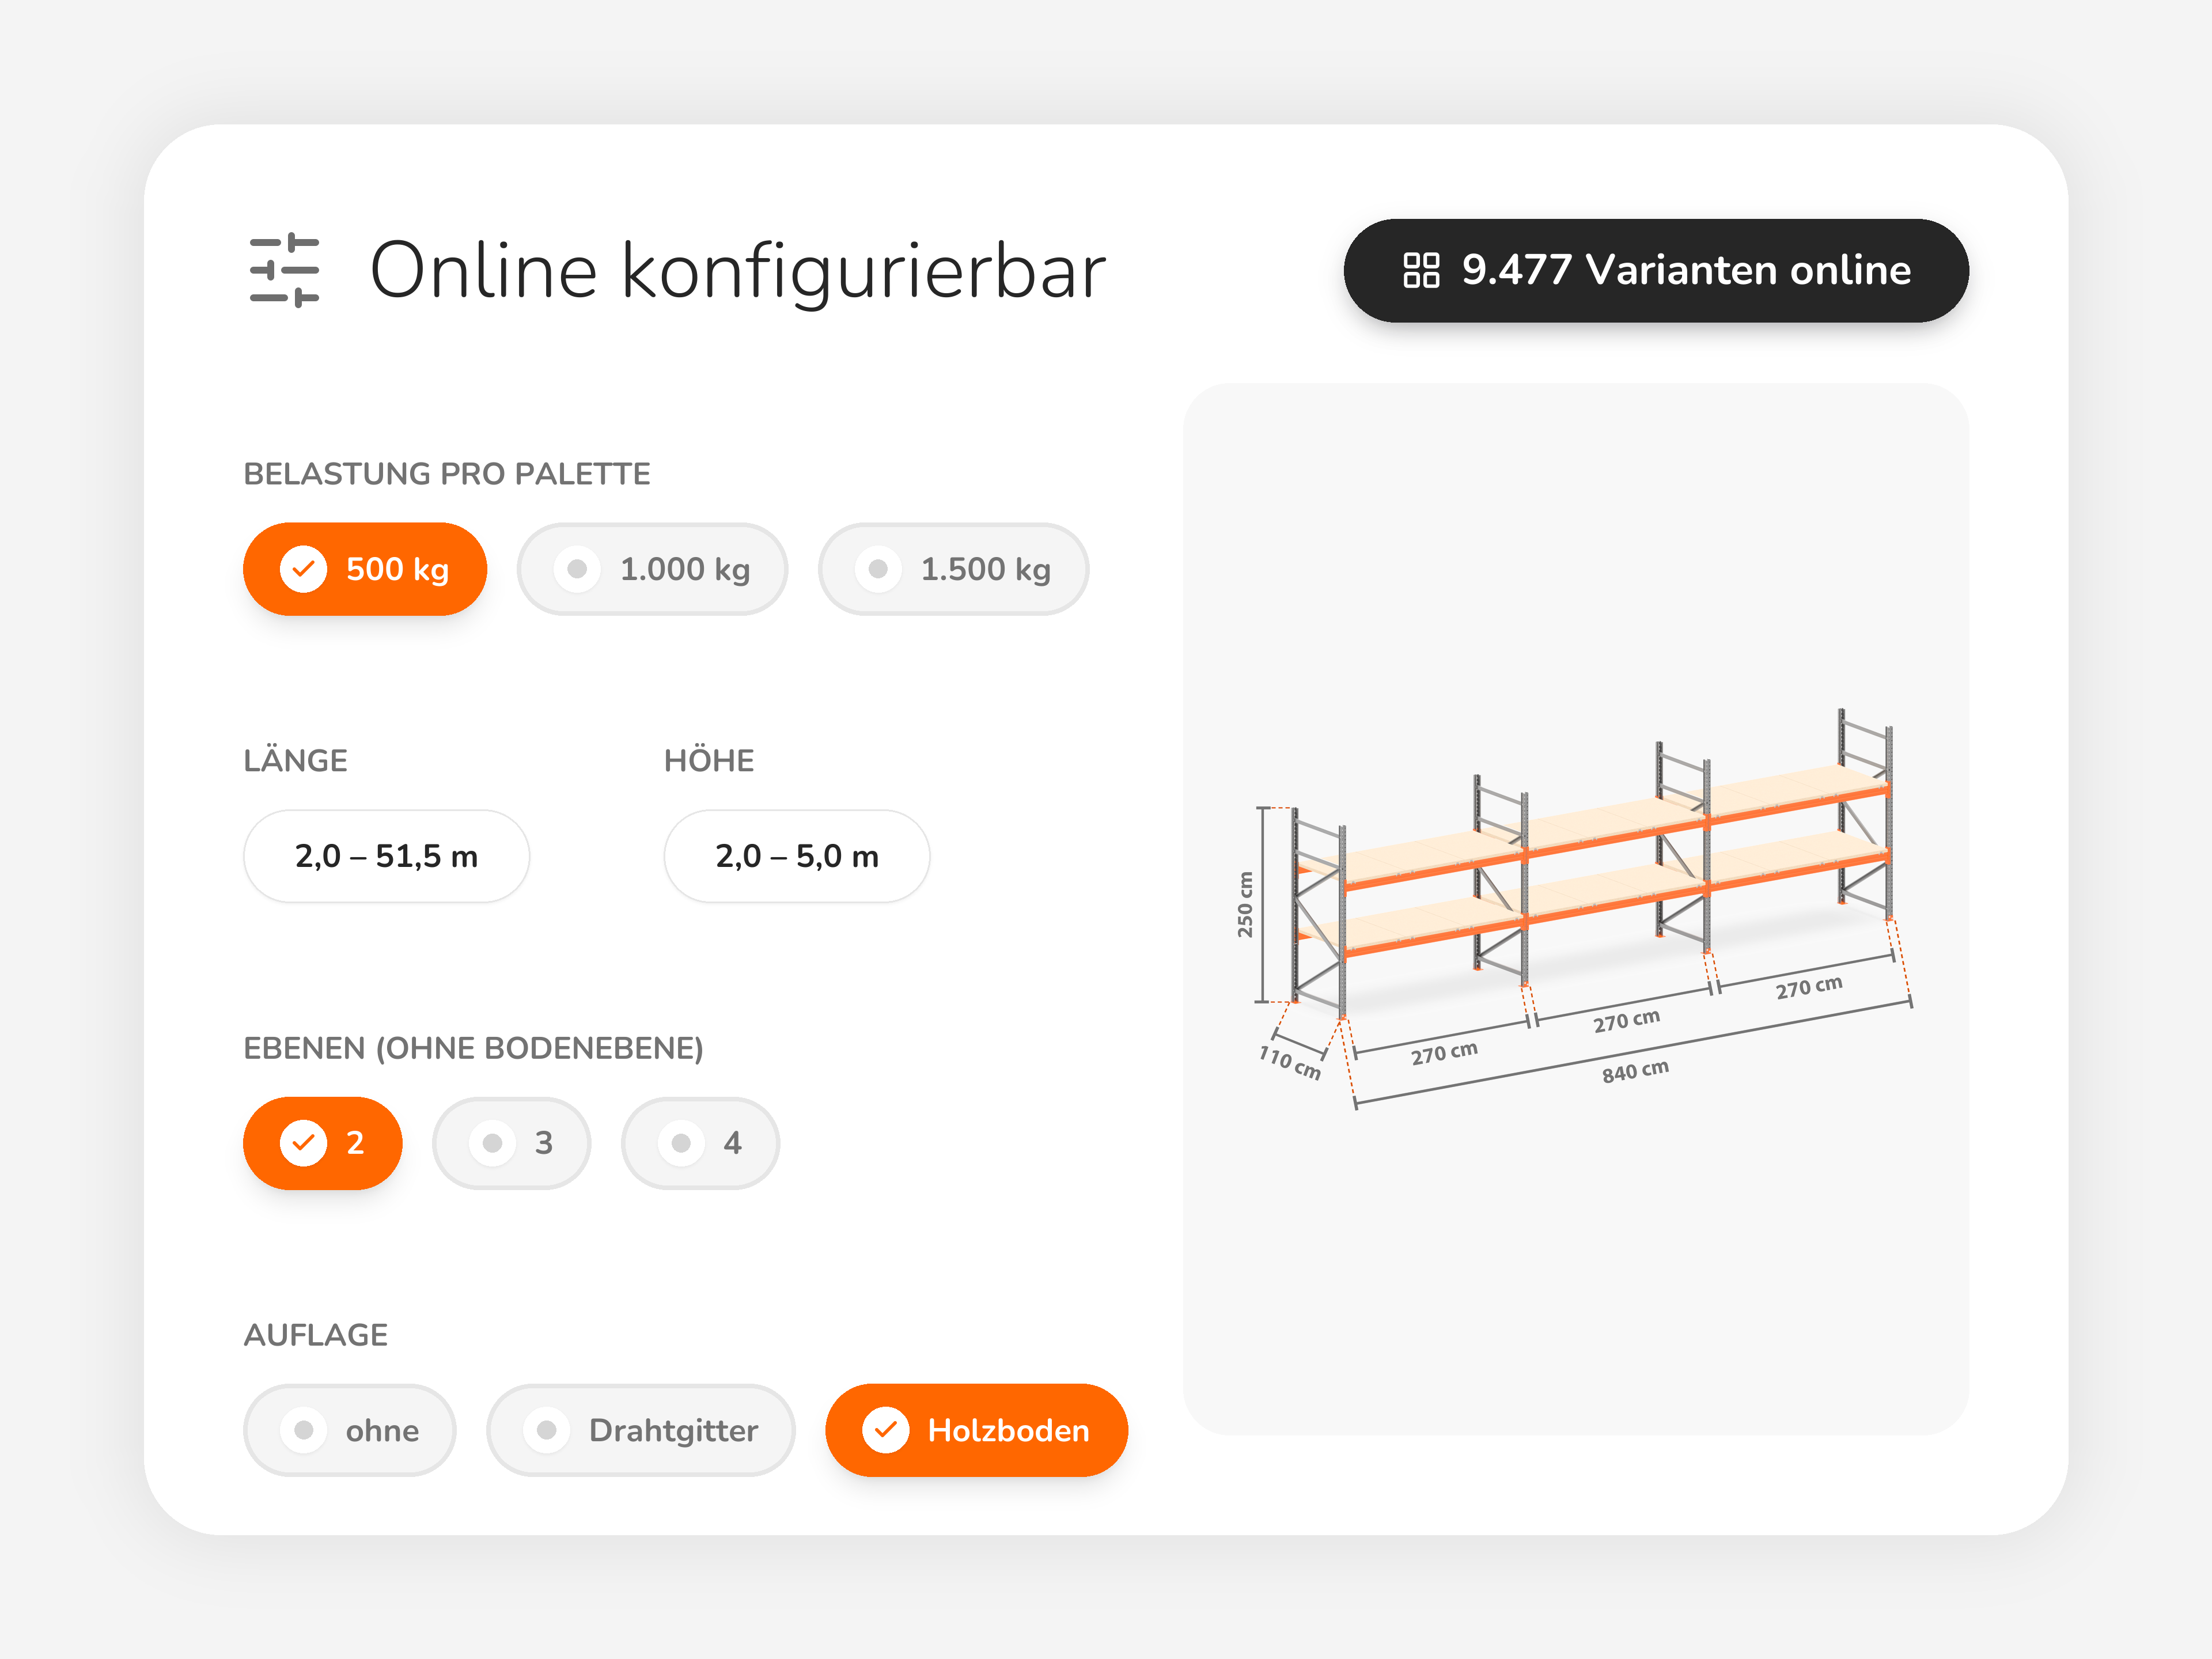 Online konfigurierbar
9.477 Varianten online
BELASTUNG PRO PALETTE
500 kg
1.000 kg
1.500 kg
LÄNGE
HÖHE
2,0 – 51,5 m
2,0 – 5,0 m
EBENEN (OHNE BODENEBENE)
2
3
4
AUFLAGE
ohne
Drahtgitter
Holzboden
250 cm
110 cm
270 cm
270 cm
270 cm
840 cm